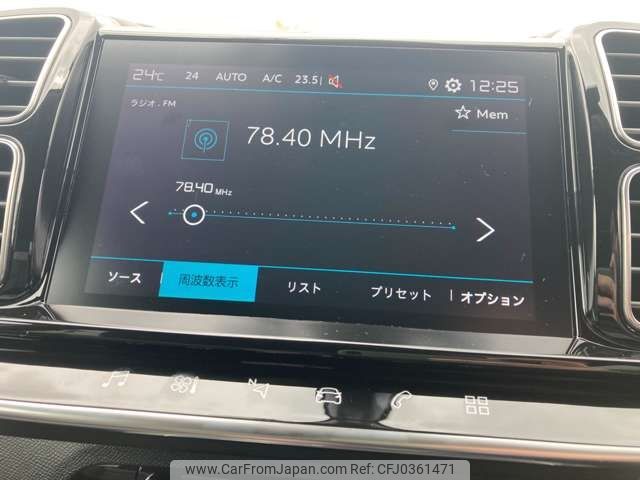 24℃ 24 AUTO A/C 23.5 12:25
ラジオ . FM
Mem
78.40 MHz
78.40 MHz
ソース 周波数表示 リスト プリセット オプション
www.CarFromJapan.com | Ref No.CFJ0361471